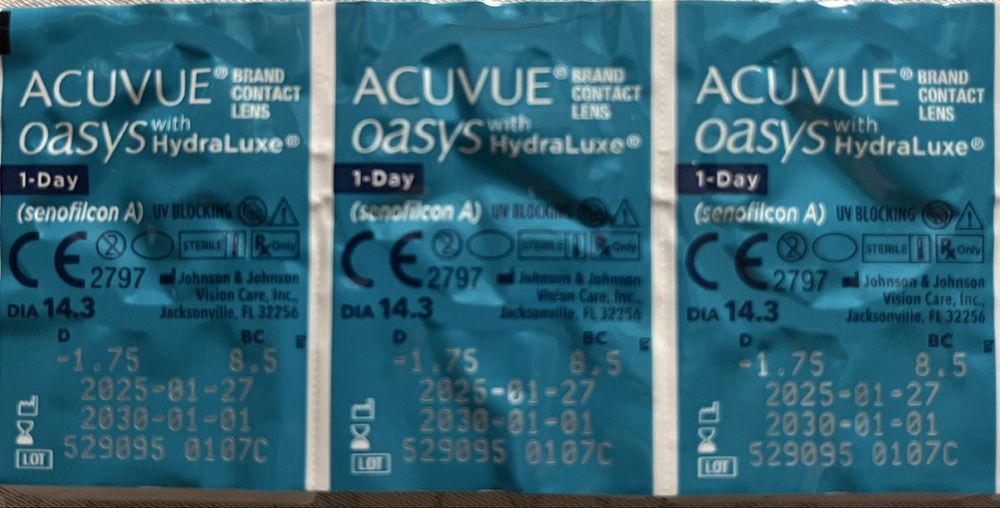 ACUVUE® BRAND CONTACT LENS
oasys with HydraLuxe®
1-Day
(senofilcon A) UV BLOCKING
CE 2797 STERILE Rx Only
Johnson & Johnson
Vision Care, Inc.,
DIA 14.3 Jacksonville, FL 32256
D BC
-1.75 8.5
2025-01-27
2030-01-01
LOT 529095 0107C
ACUVUE® BRAND CONTACT LENS
oasys with HydraLuxe®
1-Day
(senofilcon A) UV BLOCKING
CE 2797 STERILE Rx Only
Johnson & Johnson
Vision Care, Inc.,
DIA 14.3 Jacksonville, FL 32256
D BC
-1.75 8.5
2025-01-27
2030-01-01
LOT 529095 0107C
ACUVUE® BRAND CONTACT LENS
oasys with HydraLuxe®
1-Day
(senofilcon A) UV BLOCKING
CE 2797 STERILE Rx Only
Johnson & Johnson
Vision Care, Inc.,
DIA 14.3 Jacksonville, FL 32256
D BC
-1.75 8.5
2025-01-27
2030-01-01
LOT 529095 0107C